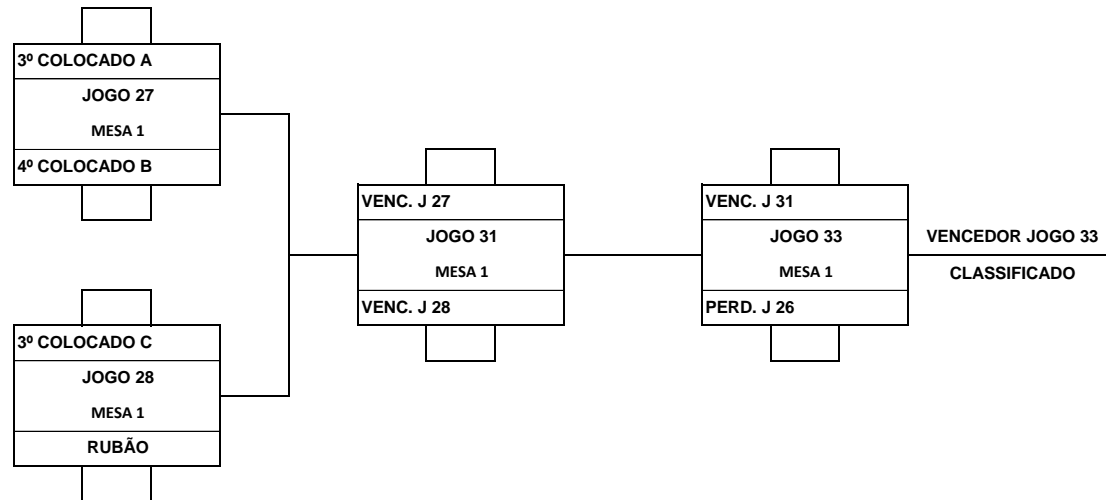 3º COLOCADO A
JOGO 27
MESA 1
4º COLOCADO B
3º COLOCADO C
JOGO 28
MESA 1
RUBÃO
VENC. J 27
JOGO 31
MESA 1
VENC. J 28
VENC. J 31
JOGO 33
MESA 1
PERD. J 26
VENCEDOR JOGO 33
CLASSIFICADO